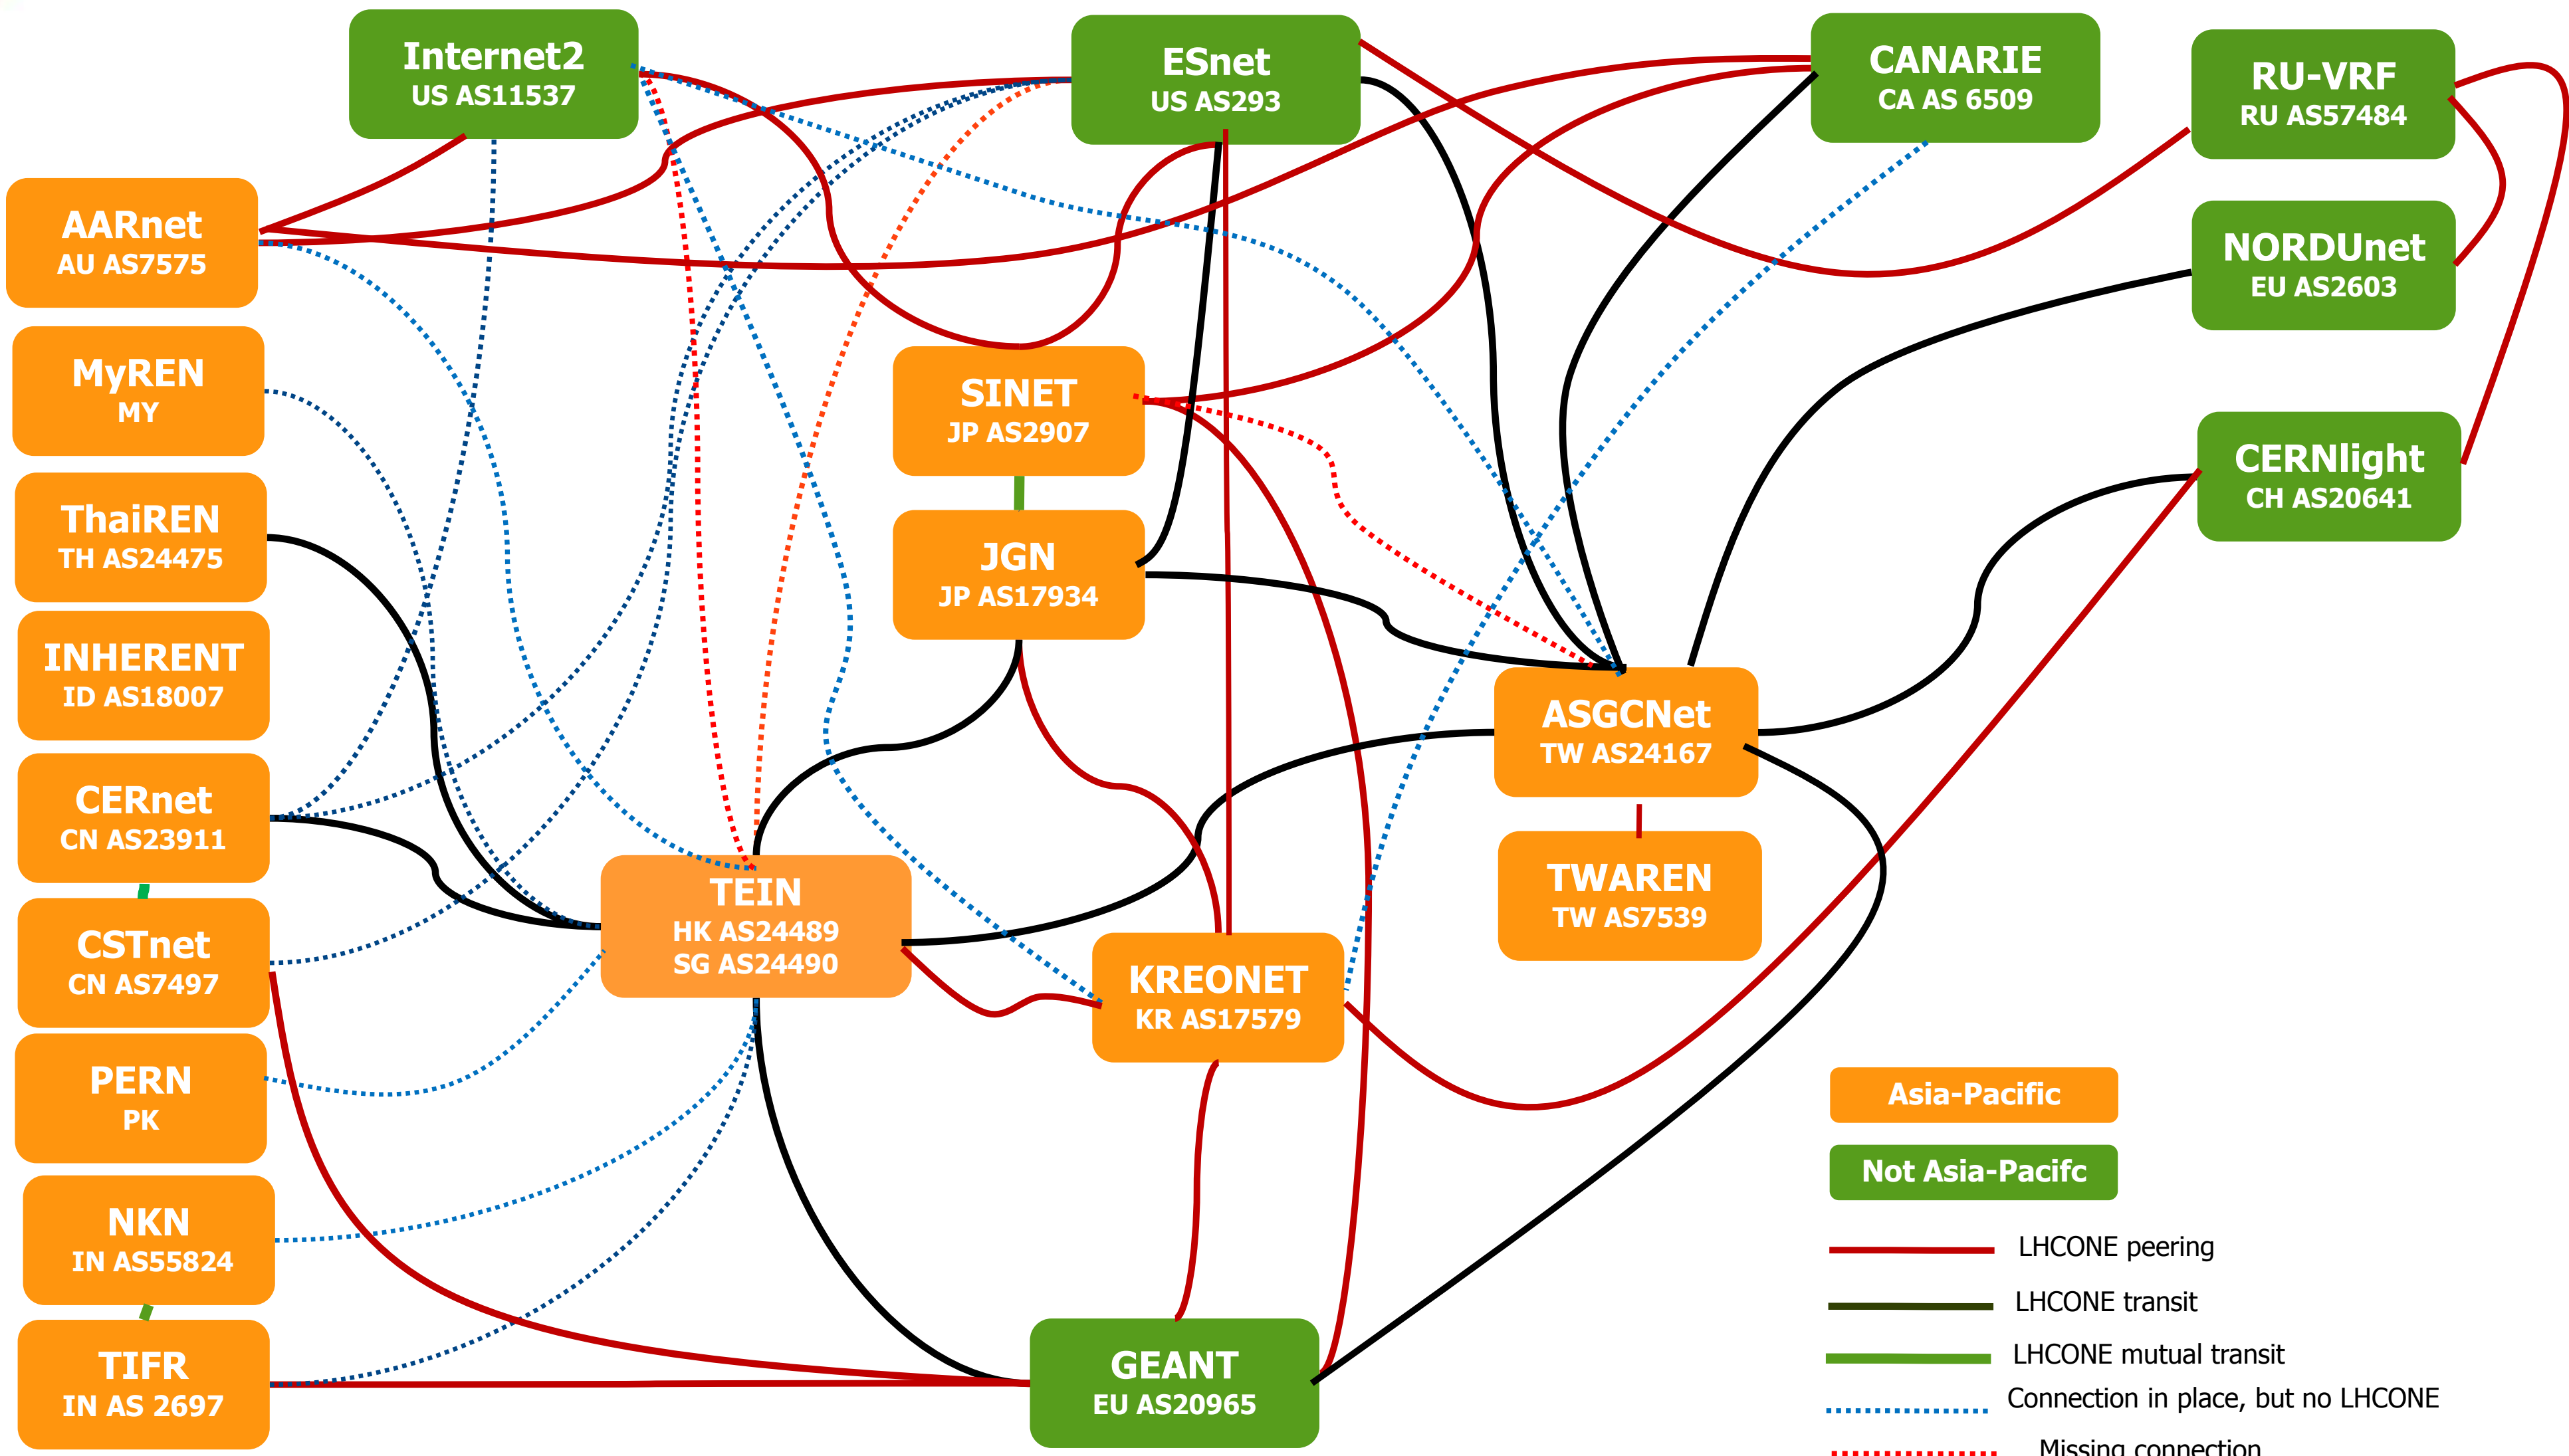 Internet2
US AS11537
ESnet
US AS293
CANARIE
CA AS 6509
RU-VRF
RU AS57484
AARnet
AU AS7575
NORDUnet
EU AS2603
MyREN
MY
SINET
JP AS2907
CERNlight
CH AS20641
ThaiREN
TH AS24475
JGN
JP AS17934
INHERENT
ID AS18007
ASGCNet
TW AS24167
CERnet
CN AS23911
TEIN
HK AS24489
SG AS24490
TWAREN
TW AS7539
CSTnet
CN AS7497
KREONET
KR AS17579
PERN
PK
NKN
IN AS55824
TIFR
IN AS 2697
GEANT
EU AS20965
Asia-Pacific
Not Asia-Pacifc
LHCONE peering
LHCONE transit
LHCONE mutual transit
Connection in place, but no LHCONE
Missing connection